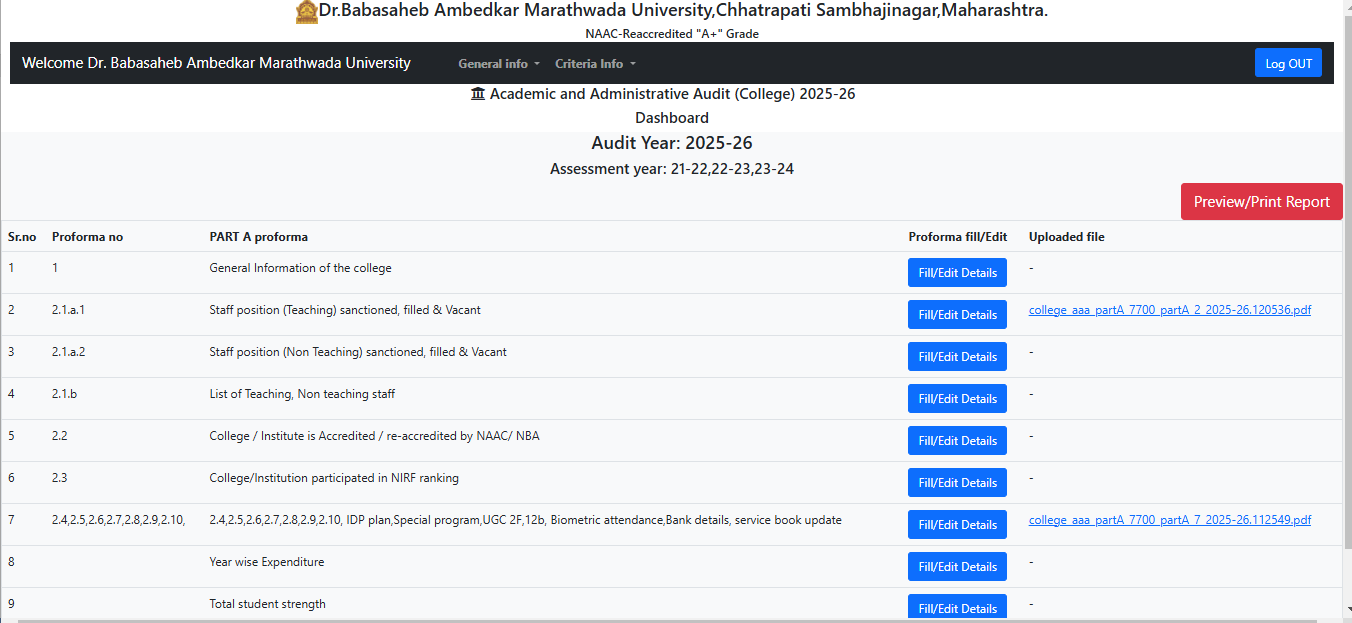 Dr.Babasaheb Ambedkar Marathwada University,Chhatrapati Sambhajinagar,Maharashtra.
NAAC-Reaccredited "A+" Grade
Welcome Dr. Babasaheb Ambedkar Marathwada University General info Criteria Info Log OUT
Academic and Administrative Audit (College) 2025-26
Dashboard
Audit Year: 2025-26
Assessment year: 21-22,22-23,23-24
Preview/Print Report
Sr.no Proforma no PART A proforma Proforma fill/Edit Uploaded file
1 1 General Information of the college Fill/Edit Details -
2 2.1.a.1 Staff position (Teaching) sanctioned, filled & Vacant Fill/Edit Details college_aaa_partA_7700_partA_2_2025-26.120536.pdf
3 2.1.a.2 Staff position (Non Teaching) sanctioned, filled & Vacant Fill/Edit Details -
4 2.1.b List of Teaching, Non teaching staff Fill/Edit Details -
5 2.2 College / Institute is Accredited / re-accredited by NAAC/ NBA Fill/Edit Details -
6 2.3 College/Institution participated in NIRF ranking Fill/Edit Details -
7 2.4,2.5,2.6,2.7,2.8,2.9,2.10, 2.4,2.5,2.6,2.7,2.8,2.9,2.10, IDP plan,Special program,UGC 2F,12b, Biometric attendance,Bank details, service book update Fill/Edit Details college_aaa_partA_7700_partA_7_2025-26.112549.pdf
8 Year wise Expenditure Fill/Edit Details -
9 Total student strength Fill/Edit Details -